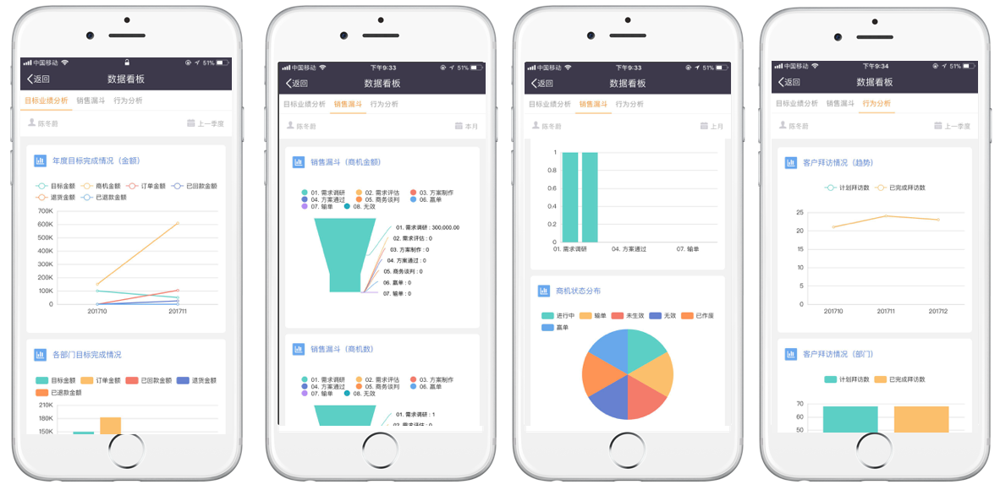 中国移动 51%
返回 数据看板
目标业绩分析 销售漏斗 行为分析
陈冬蔚 上一季度
年度目标完成情况（金额）
目标金额 商机金额 订单金额 已回款金额
退货金额 已退款金额
700K
600K
500K
400K
300K
200K
100K
0
201710 201711
各部门目标完成情况
目标金额 订单金额 已回款金额 退货金额
已退款金额
210K
180K
150K
中国移动 下午9:33 51%
返回 数据看板
目标业绩分析 销售漏斗 行为分析
陈冬蔚 本月
销售漏斗（商机金额）
01. 需求调研 02. 需求评估 03. 方案制作
04. 方案通过 05. 商务谈判 06. 赢单
07. 输单 08. 无效
01. 需求调研 : 300,000.00
02. 需求评估 : 0
03. 方案制作 : 0
04. 方案通过 : 0
05. 商务谈判 : 0
06. 赢单 : 0
07. 输单 : 0
销售漏斗（商机数）
01. 需求调研 02. 需求评估 03. 方案制作
04. 方案通过 05. 商务谈判 06. 赢单
07. 输单 08. 无效
01. 需求调研 : 1
02. 需求评估 : 0
中国移动 下午9:33 51%
返回 数据看板
目标业绩分析 销售漏斗 行为分析
陈冬蔚 上月
1
0.8
0.6
0.4
0.2
0
01. 需求调研 04. 方案通过 07. 输单
商机状态分布
进行中 输单 未生效 无效 已作废
赢单
中国移动 下午9:34 51%
返回 数据看板
目标业绩分析 销售漏斗 行为分析
陈冬蔚 上一季度
客户拜访情况（趋势）
计划拜访数 已完成拜访数
25
20
15
10
5
0
201710 201711 201712
客户拜访情况（部门）
计划拜访数 已完成拜访数
70
60
50